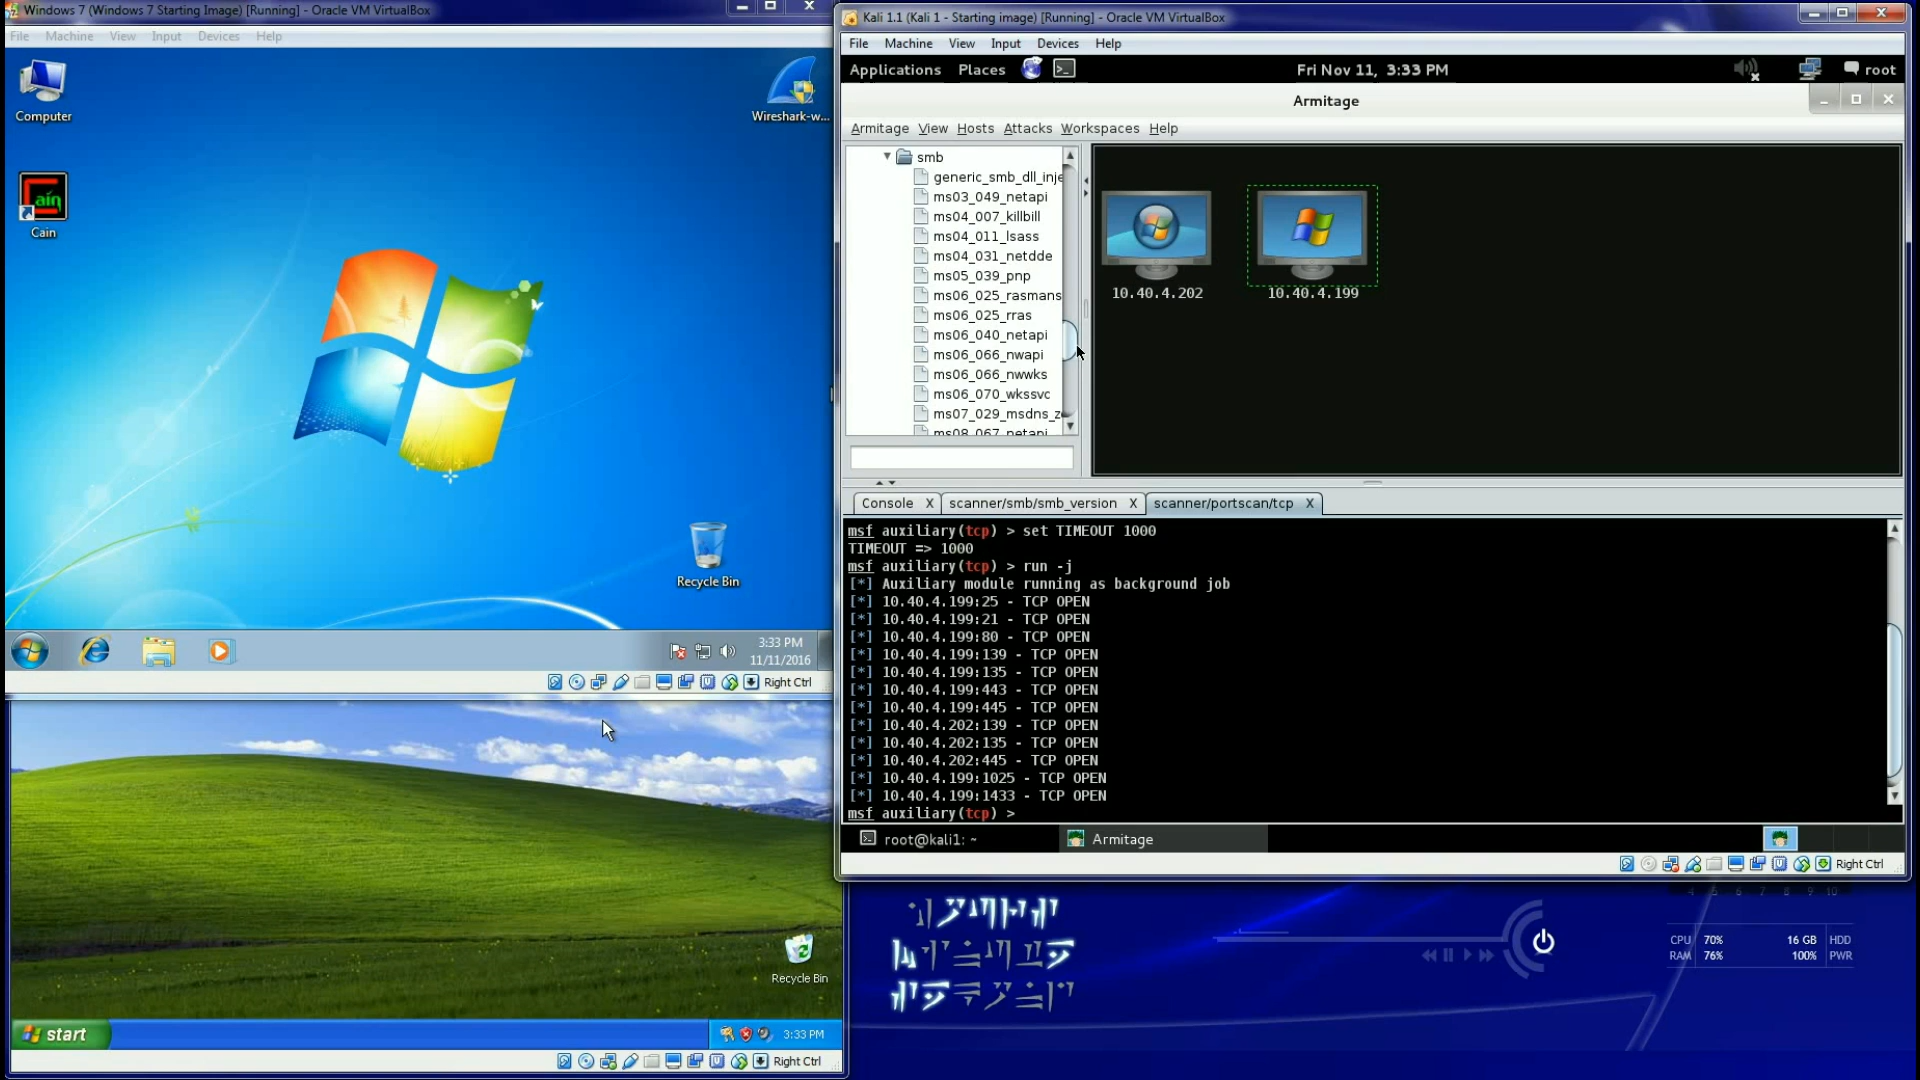 Windows 7 (Windows 7 Starting Image) [Running] - Oracle VM VirtualBox
File Machine View Input Devices Help
Computer
Wireshark-w...
Cain
Cain
Recycle Bin
3:33 PM
11/11/2016
Right Ctrl
Recycle Bin
start
3:33 PM
Right Ctrl
Kali 1.1 (Kali 1 - Starting image) [Running] - Oracle VM VirtualBox
File Machine View Input Devices Help
Applications Places Fri Nov 11, 3:33 PM root
Armitage
Armitage View Hosts Attacks Workspaces Help
smb
generic_smb_dll_inje
ms03_049_netapi
ms04_007_killbill
ms04_011_lsass
ms04_031_netdde
ms05_039_pnp
ms06_025_rasmans
ms06_025_rras
ms06_040_netapi
ms06_066_nwapi
ms06_066_nwwks
ms06_070_wkssvc
ms07_029_msdns_z
ms08_067_netapi
10.40.4.202 10.40.4.199
Console X scanner/smb/smb_version X scanner/portscan/tcp X
msf auxiliary(tcp) > set TIMEOUT 1000
TIMEOUT => 1000
msf auxiliary(tcp) > run -j
[*] Auxiliary module running as background job
[*] 10.40.4.199:25 - TCP OPEN
[*] 10.40.4.199:21 - TCP OPEN
[*] 10.40.4.199:80 - TCP OPEN
[*] 10.40.4.199:139 - TCP OPEN
[*] 10.40.4.199:135 - TCP OPEN
[*] 10.40.4.199:443 - TCP OPEN
[*] 10.40.4.199:445 - TCP OPEN
[*] 10.40.4.202:139 - TCP OPEN
[*] 10.40.4.202:135 - TCP OPEN
[*] 10.40.4.202:445 - TCP OPEN
[*] 10.40.4.199:1025 - TCP OPEN
[*] 10.40.4.199:1433 - TCP OPEN
msf auxiliary(tcp) >
root@kali1: ~ Armitage
Right Ctrl
4 5 6 7 8 9 10
CPU 70% 16 GB HDD
RAM 76% 100% PWR